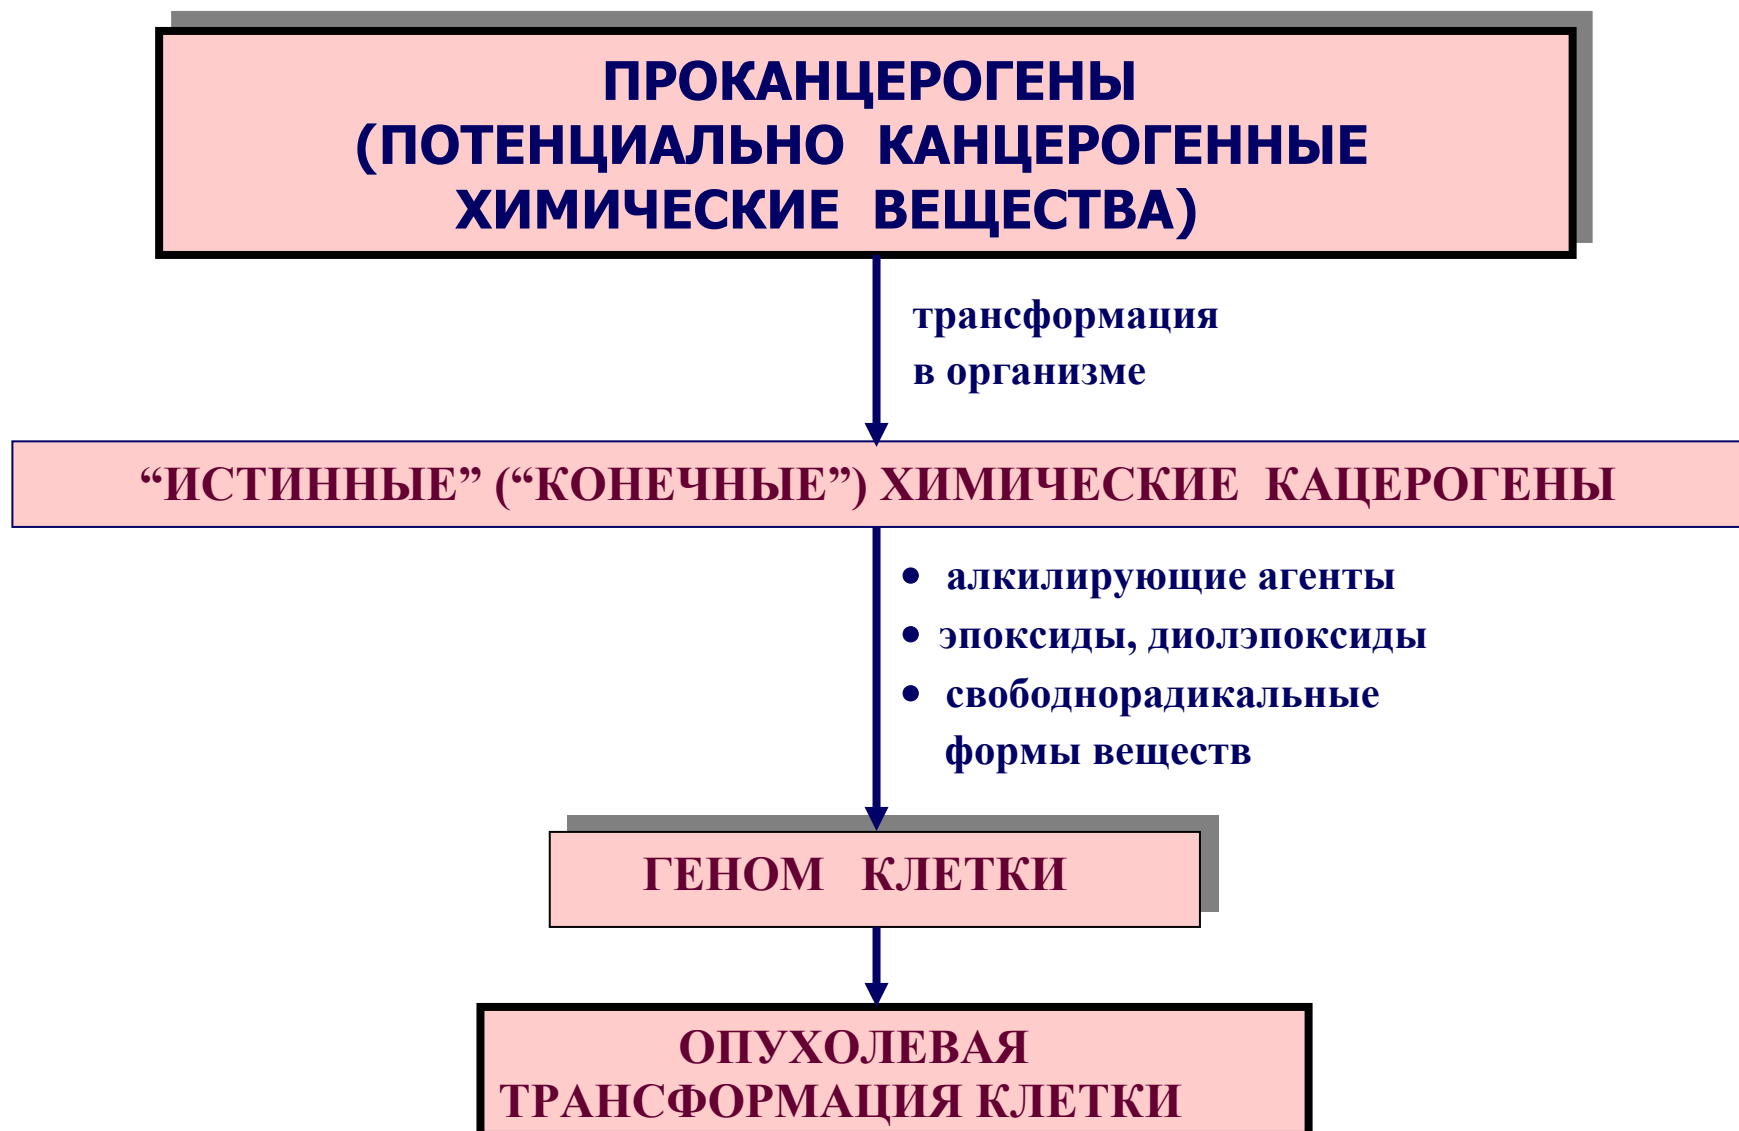 ПРОКАНЦЕРОГЕНЫ
(ПОТЕНЦИАЛЬНО КАНЦЕРОГЕННЫЕ
ХИМИЧЕСКИЕ ВЕЩЕСТВА)
трансформация
в организме
“ИСТИННЫЕ” (“КОНЕЧНЫЕ”) ХИМИЧЕСКИЕ КАЦЕРОГЕНЫ
• алкилирующие агенты
• эпоксиды, диолэпоксиды
• свободнорадикальные
формы веществ
ГЕНОМ КЛЕТКИ
ОПУХОЛЕВАЯ
ТРАНСФОРМАЦИЯ КЛЕТКИ